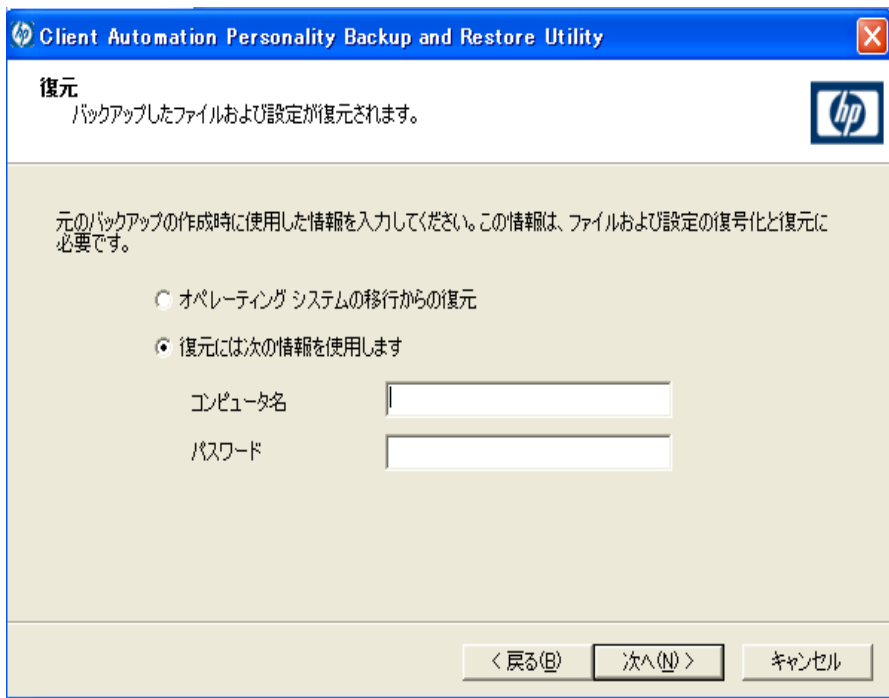 Client Automation Personality Backup and Restore Utility
復元
バックアップしたファイルおよび設定が復元されます。
hp
元のバックアップの作成時に使用した情報を入力してください。この情報は、ファイルおよび設定の復号化と復元に
必要です。
オペレーティング システムの移行からの復元
復元には次の情報を使用します
コンピュータ名
パスワード
< 戻る(B)
次へ(N) >
キャンセル